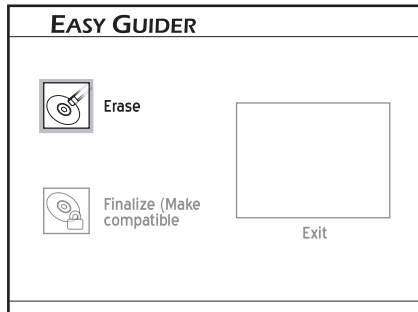 EASY GUIDER
Erase
Finalize (Make
compatible
Exit